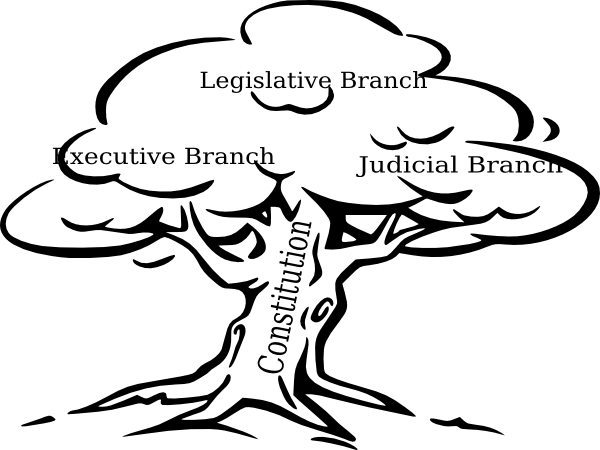 Legislative Branch
Executive Branch
Judicial Branch
Constitution